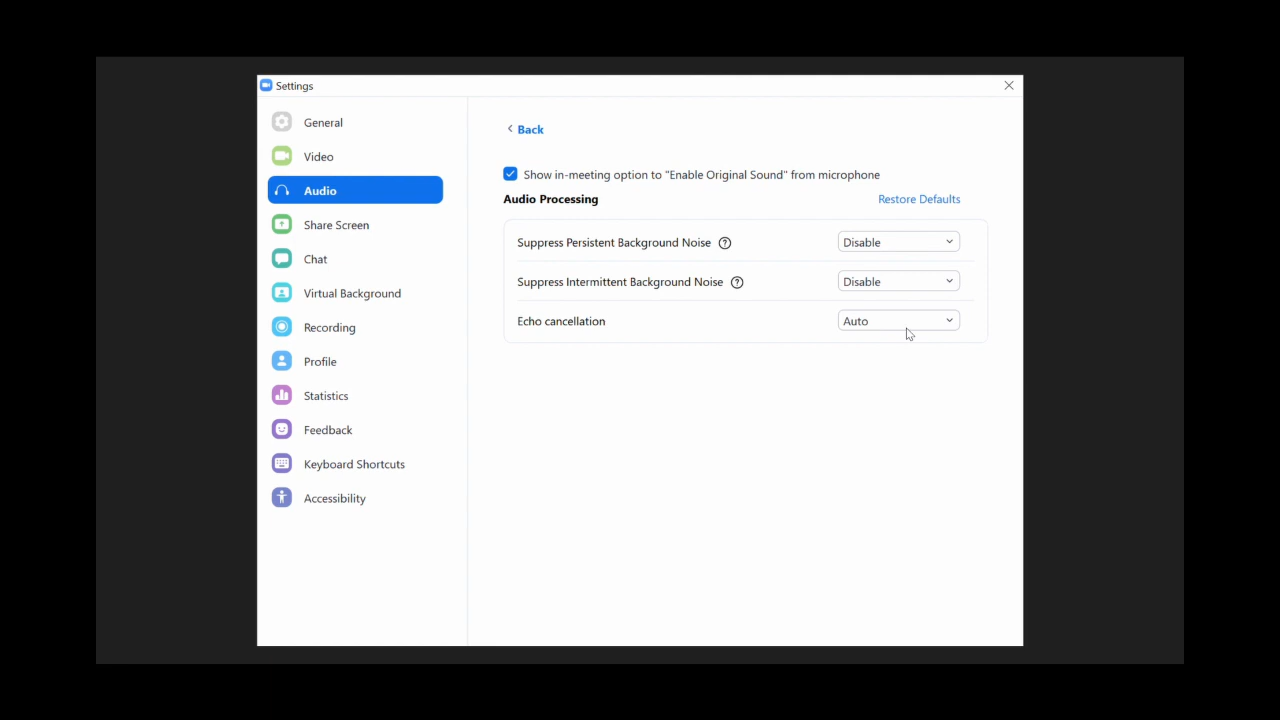 Settings
General
Video
Audio
Share Screen
Chat
Virtual Background
Recording
Profile
Statistics
Feedback
Keyboard Shortcuts
Accessibility
Back
Show in-meeting option to "Enable Original Sound" from microphone
Audio Processing Restore Defaults
Suppress Persistent Background Noise ? Disable
Suppress Intermittent Background Noise ? Disable
Echo cancellation Auto